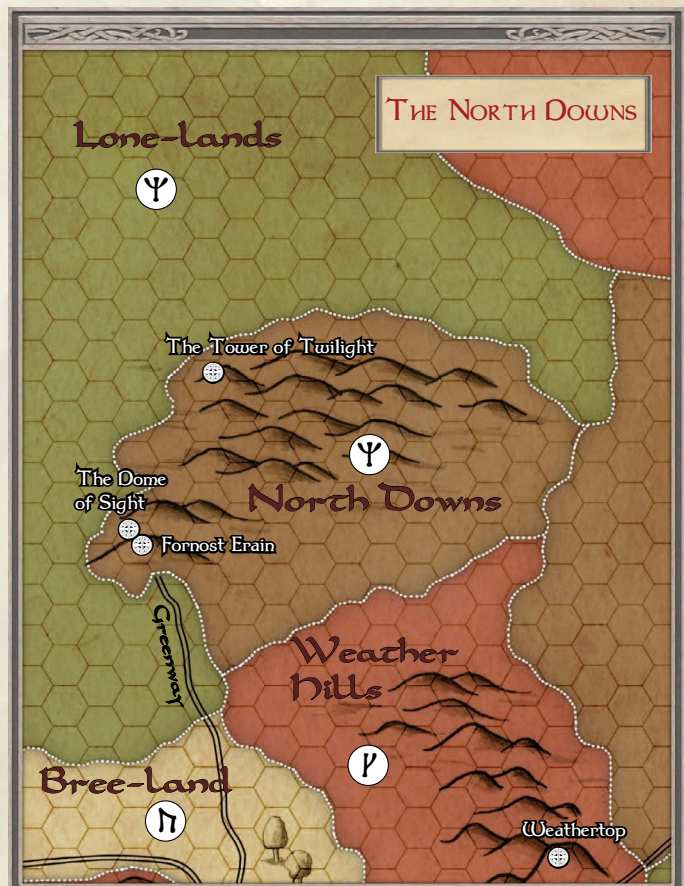 The North Downs
Lone-lands
ᛉ
The Tower of Twilight
ᛉ
The Dome
of Sight
North Downs
Fornost Erain
Greenway
Weather
Hills
ᚠ
Bree-land
ᚢ
Weathertop